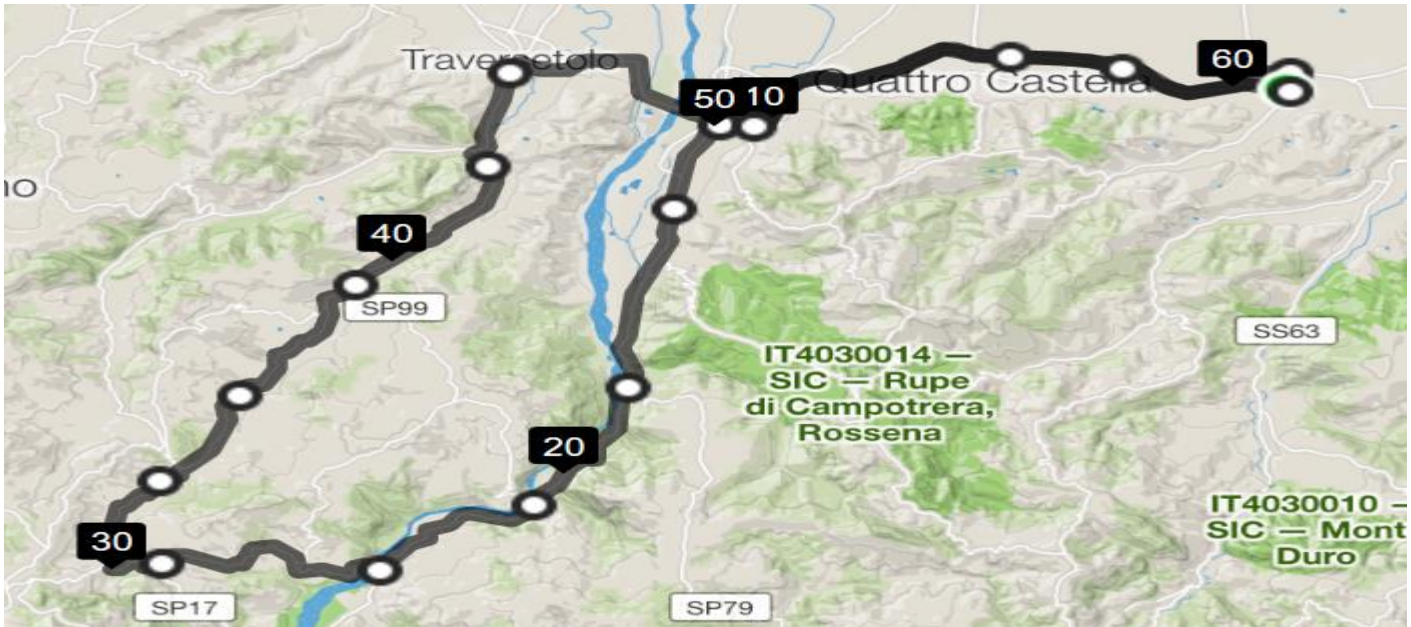 Traversetolo
60
50 10
Quattro Castella
no
40
SP99
SS63
IT4030014 —
SIC — Rupe
di Campotrera,
Rossena
20
IT4030010 –
SIC — Mont
Duro
30
SP17
SP79